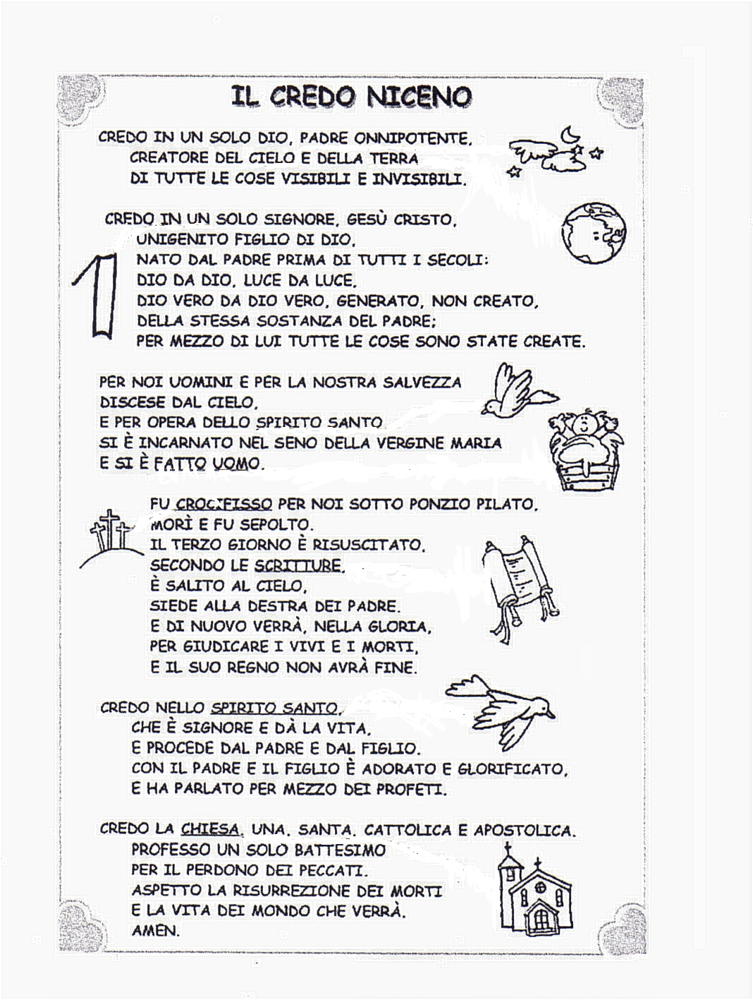 IL CREDO NICENO
CREDO IN UN SOLO DIO, PADRE ONNIPOTENTE,
CREATORE DEL CIELO E DELLA TERRA
DI TUTTE LE COSE VISIBILI E INVISIBILI.
CREDO IN UN SOLO SIGNORE, GESÙ CRISTO,
UNIGENITO FIGLIO DI DIO,
NATO DAL PADRE PRIMA DI TUTTI I SECOLI:
DIO DA DIO, LUCE DA LUCE,
DIO VERO DA DIO VERO, GENERATO, NON CREATO,
DELLA STESSA SOSTANZA DEL PADRE;
PER MEZZO DI LUI TUTTE LE COSE SONO STATE CREATE.
1
PER NOI UOMINI E PER LA NOSTRA SALVEZZA
DISCESE DAL CIELO,
E PER OPERA DELLO SPIRITO SANTO
SI È INCARNATO NEL SENO DELLA VERGINE MARIA
E SI È FATTO UOMO.
FU CROCIFISSO PER NOI SOTTO PONZIO PILATO,
MORÌ E FU SEPOLTO.
IL TERZO GIORNO È RISUSCITATO,
SECONDO LE SCRITTURE,
È SALITO AL CIELO,
SIEDE ALLA DESTRA DEI PADRE.
E DI NUOVO VERRÀ, NELLA GLORIA,
PER GIUDICARE I VIVI E I MORTI,
E IL SUO REGNO NON AVRÀ FINE.
CREDO NELLO SPIRITO SANTO,
CHE È SIGNORE E DÀ LA VITA,
E PROCEDE DAL PADRE E DAL FIGLIO.
CON IL PADRE E IL FIGLIO È ADORATO E GLORIFICATO,
E HA PARLATO PER MEZZO DEI PROFETI.
CREDO LA CHIESA, UNA, SANTA, CATTOLICA E APOSTOLICA.
PROFESSO UN SOLO BATTESIMO
PER IL PERDONO DEI PECCATI.
ASPETTO LA RISURREZIONE DEI MORTI
E LA VITA DEI MONDO CHE VERRÀ.
AMEN.